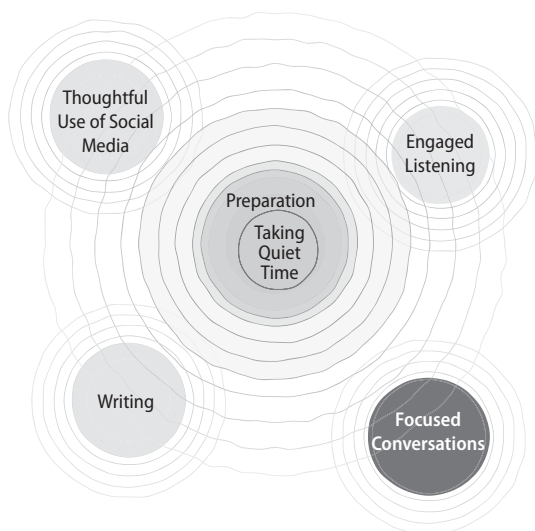 Thoughtful
Use of Social
Media
Engaged
Listening
Preparation
Taking
Quiet
Time
Writing
Focused
Conversations